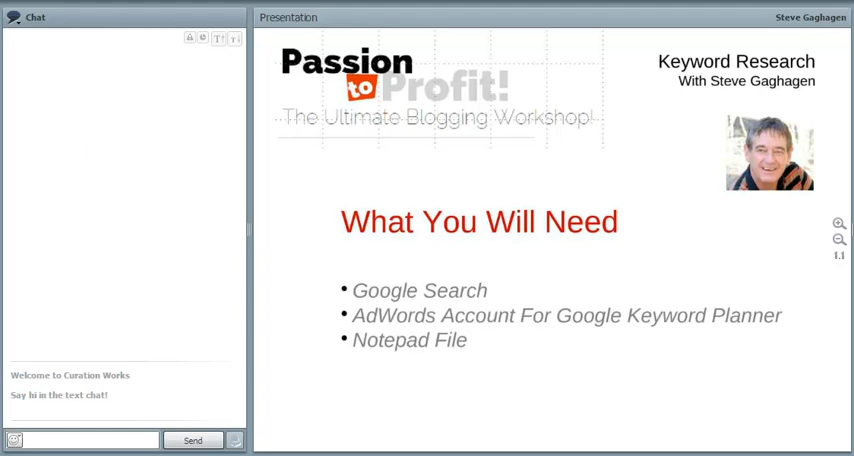 Chat
Welcome to Curation Works
Say hi in the text chat!
Send
Presentation
Steve Gaghagen
Passion
to Profit!
The Ultimate Blogging Workshop!
Keyword Research
With Steve Gaghagen
What You Will Need
• Google Search
• AdWords Account For Google Keyword Planner
• Notepad File
1.1